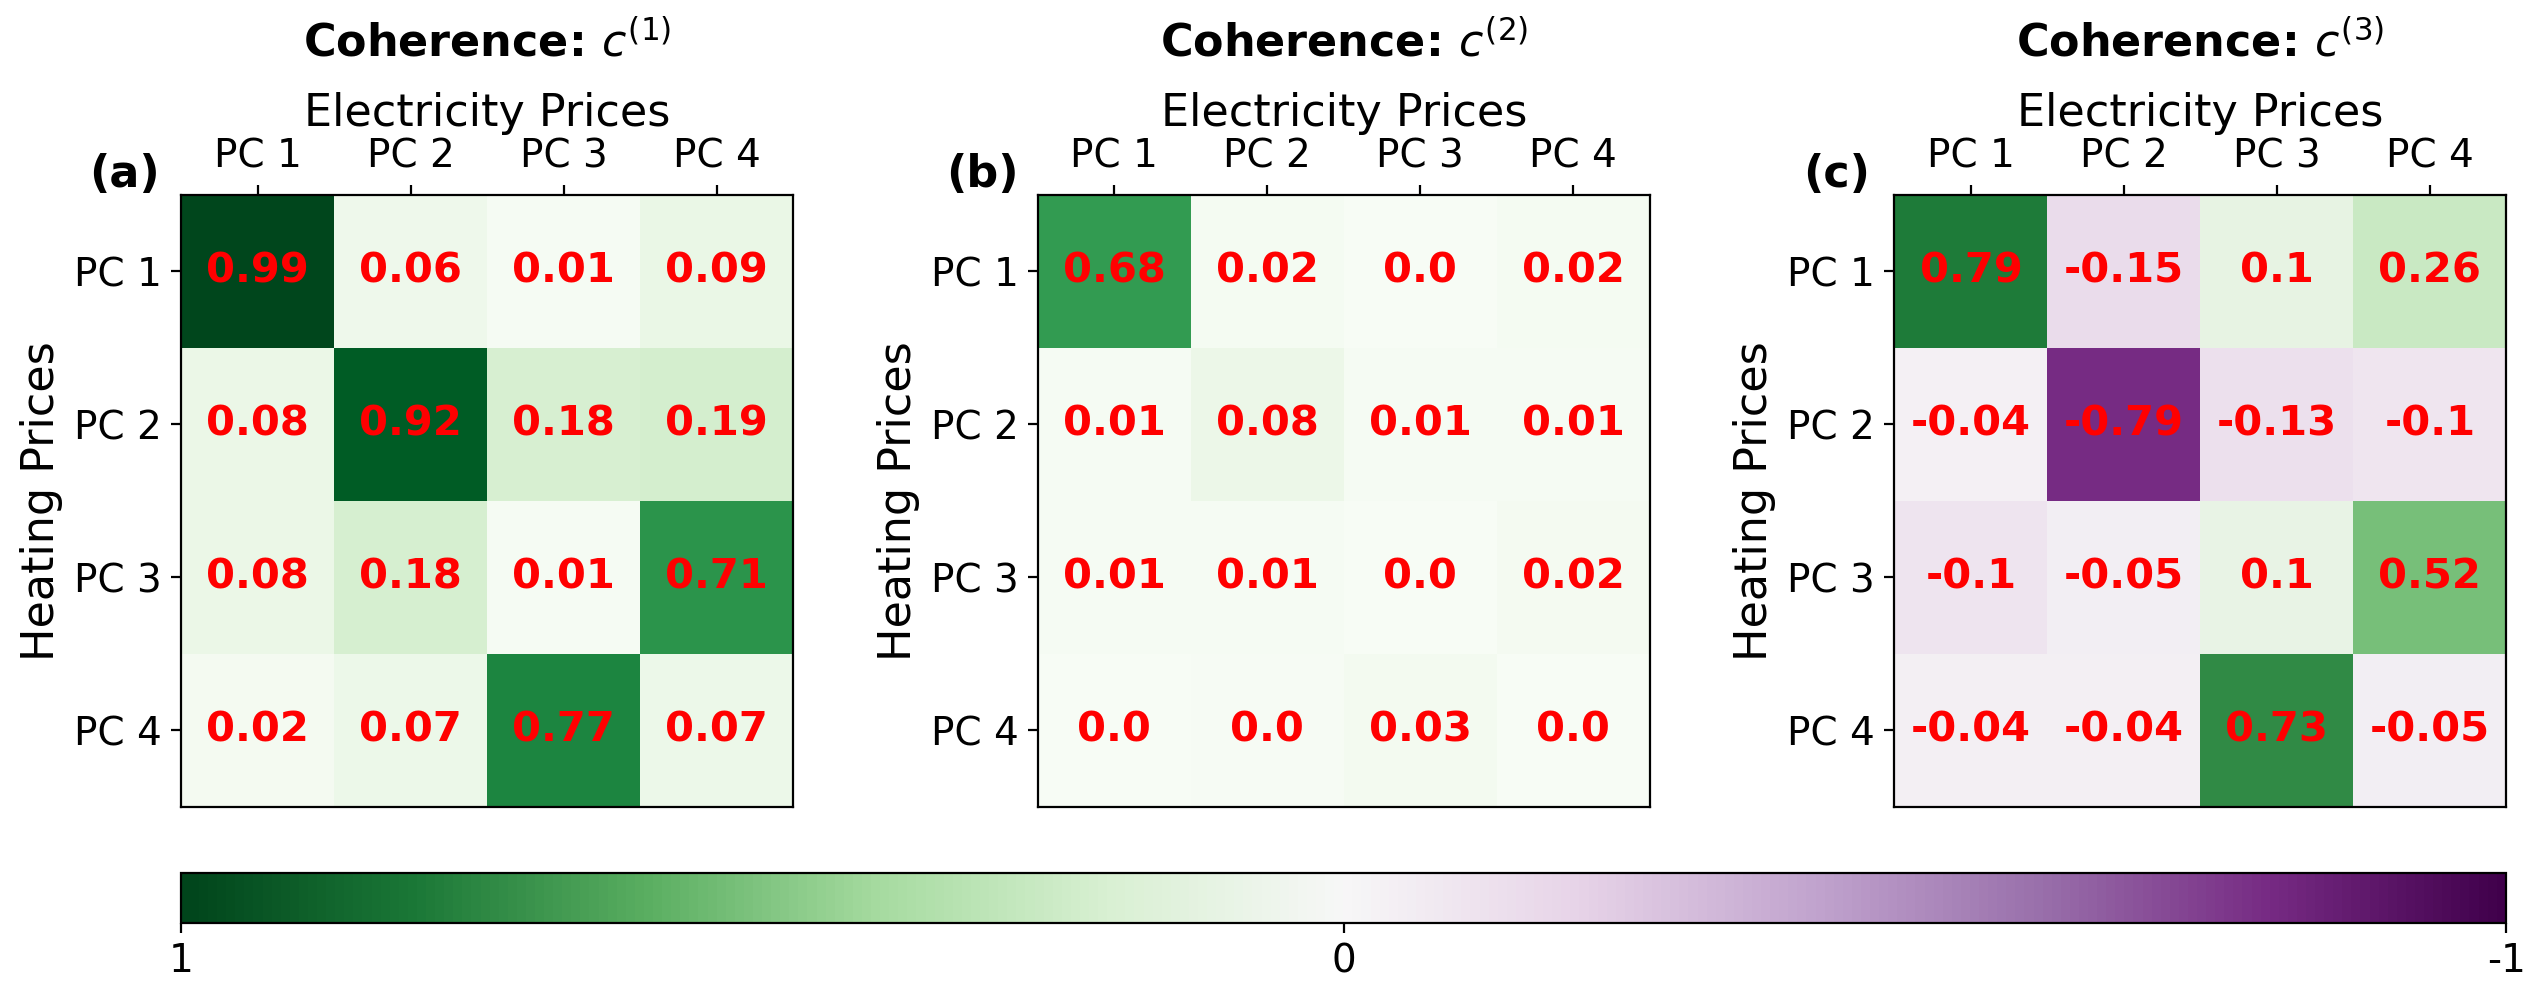 Coherence: c(1)
Electricity Prices
(a) PC 1 PC 2 PC 3 PC 4
Heating Prices
PC 1 0.99 0.06 0.01 0.09
PC 2 0.08 0.92 0.18 0.19
PC 3 0.08 0.18 0.01 0.71
PC 4 0.02 0.07 0.77 0.07
Coherence: c(2)
Electricity Prices
(b) PC 1 PC 2 PC 3 PC 4
Heating Prices
PC 1 0.68 0.02 0.0 0.02
PC 2 0.01 0.08 0.01 0.01
PC 3 0.01 0.01 0.0 0.02
PC 4 0.0 0.0 0.03 0.0
Coherence: c(3)
Electricity Prices
(c) PC 1 PC 2 PC 3 PC 4
Heating Prices
PC 1 0.79 -0.15 0.1 0.26
PC 2 -0.04 -0.79 -0.13 -0.1
PC 3 -0.1 -0.05 0.1 0.52
PC 4 -0.04 -0.04 0.73 -0.05
1 0 -1